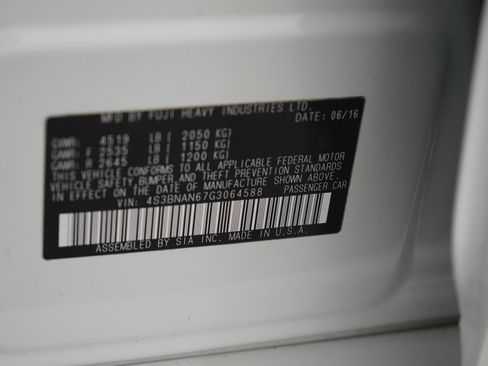 MFD BY FUJI HEAVY INDUSTRIES LTD.
DATE: 06/16
GVWR: 4519 LB ( 2050 KG)
GAWR: F 2535 LB ( 1150 KG)
GAWR: R 2645 LB ( 1200 KG)
THIS VEHICLE CONFORMS TO ALL APPLICABLE FEDERAL MOTOR
VEHICLE SAFETY, BUMPER AND THEFT PREVENTION STANDARDS
IN EFFECT ON THE DATE OF MANUFACTURE SHOWN ABOVE.
VIN: 4S3BNAN67G3064588 PASSENGER CAR
ASSEMBLED BY SIA INC. MADE IN U.S.A.